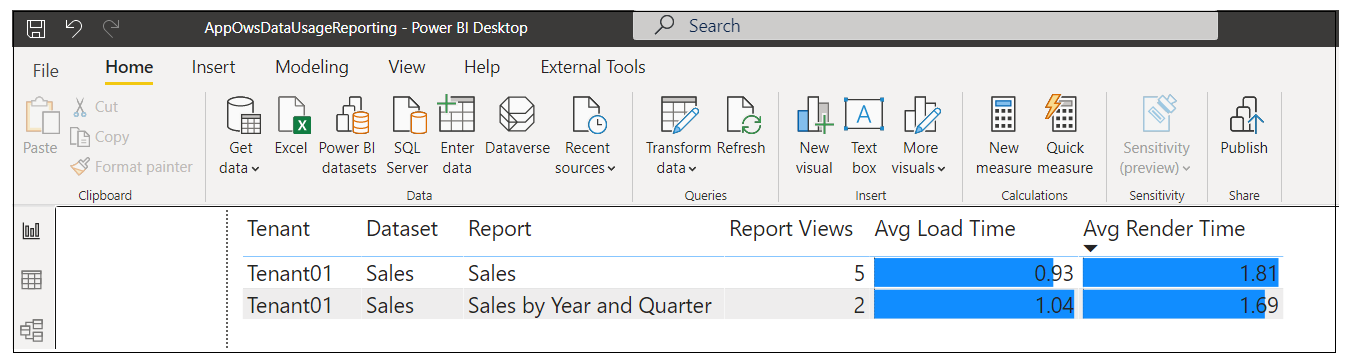 AppOwsDataUsageReporting - Power BI Desktop
Search
File Home Insert Modeling View Help External Tools
Paste
Cut
Copy
Format painter
Clipboard
Get data
Excel
Power BI datasets
SQL Server
Enter data
Dataverse
Recent sources
Data
Transform data
Refresh
Queries
New visual
A
Text box
More visuals
Insert
New measure
Quick measure
Calculations
Sensitivity (preview)
Sensitivity
Publish
Share
Tenant Dataset Report Report Views Avg Load Time Avg Render Time
Tenant01 Sales Sales 5 0.93 1.81
Tenant01 Sales Sales by Year and Quarter 2 1.04 1.69